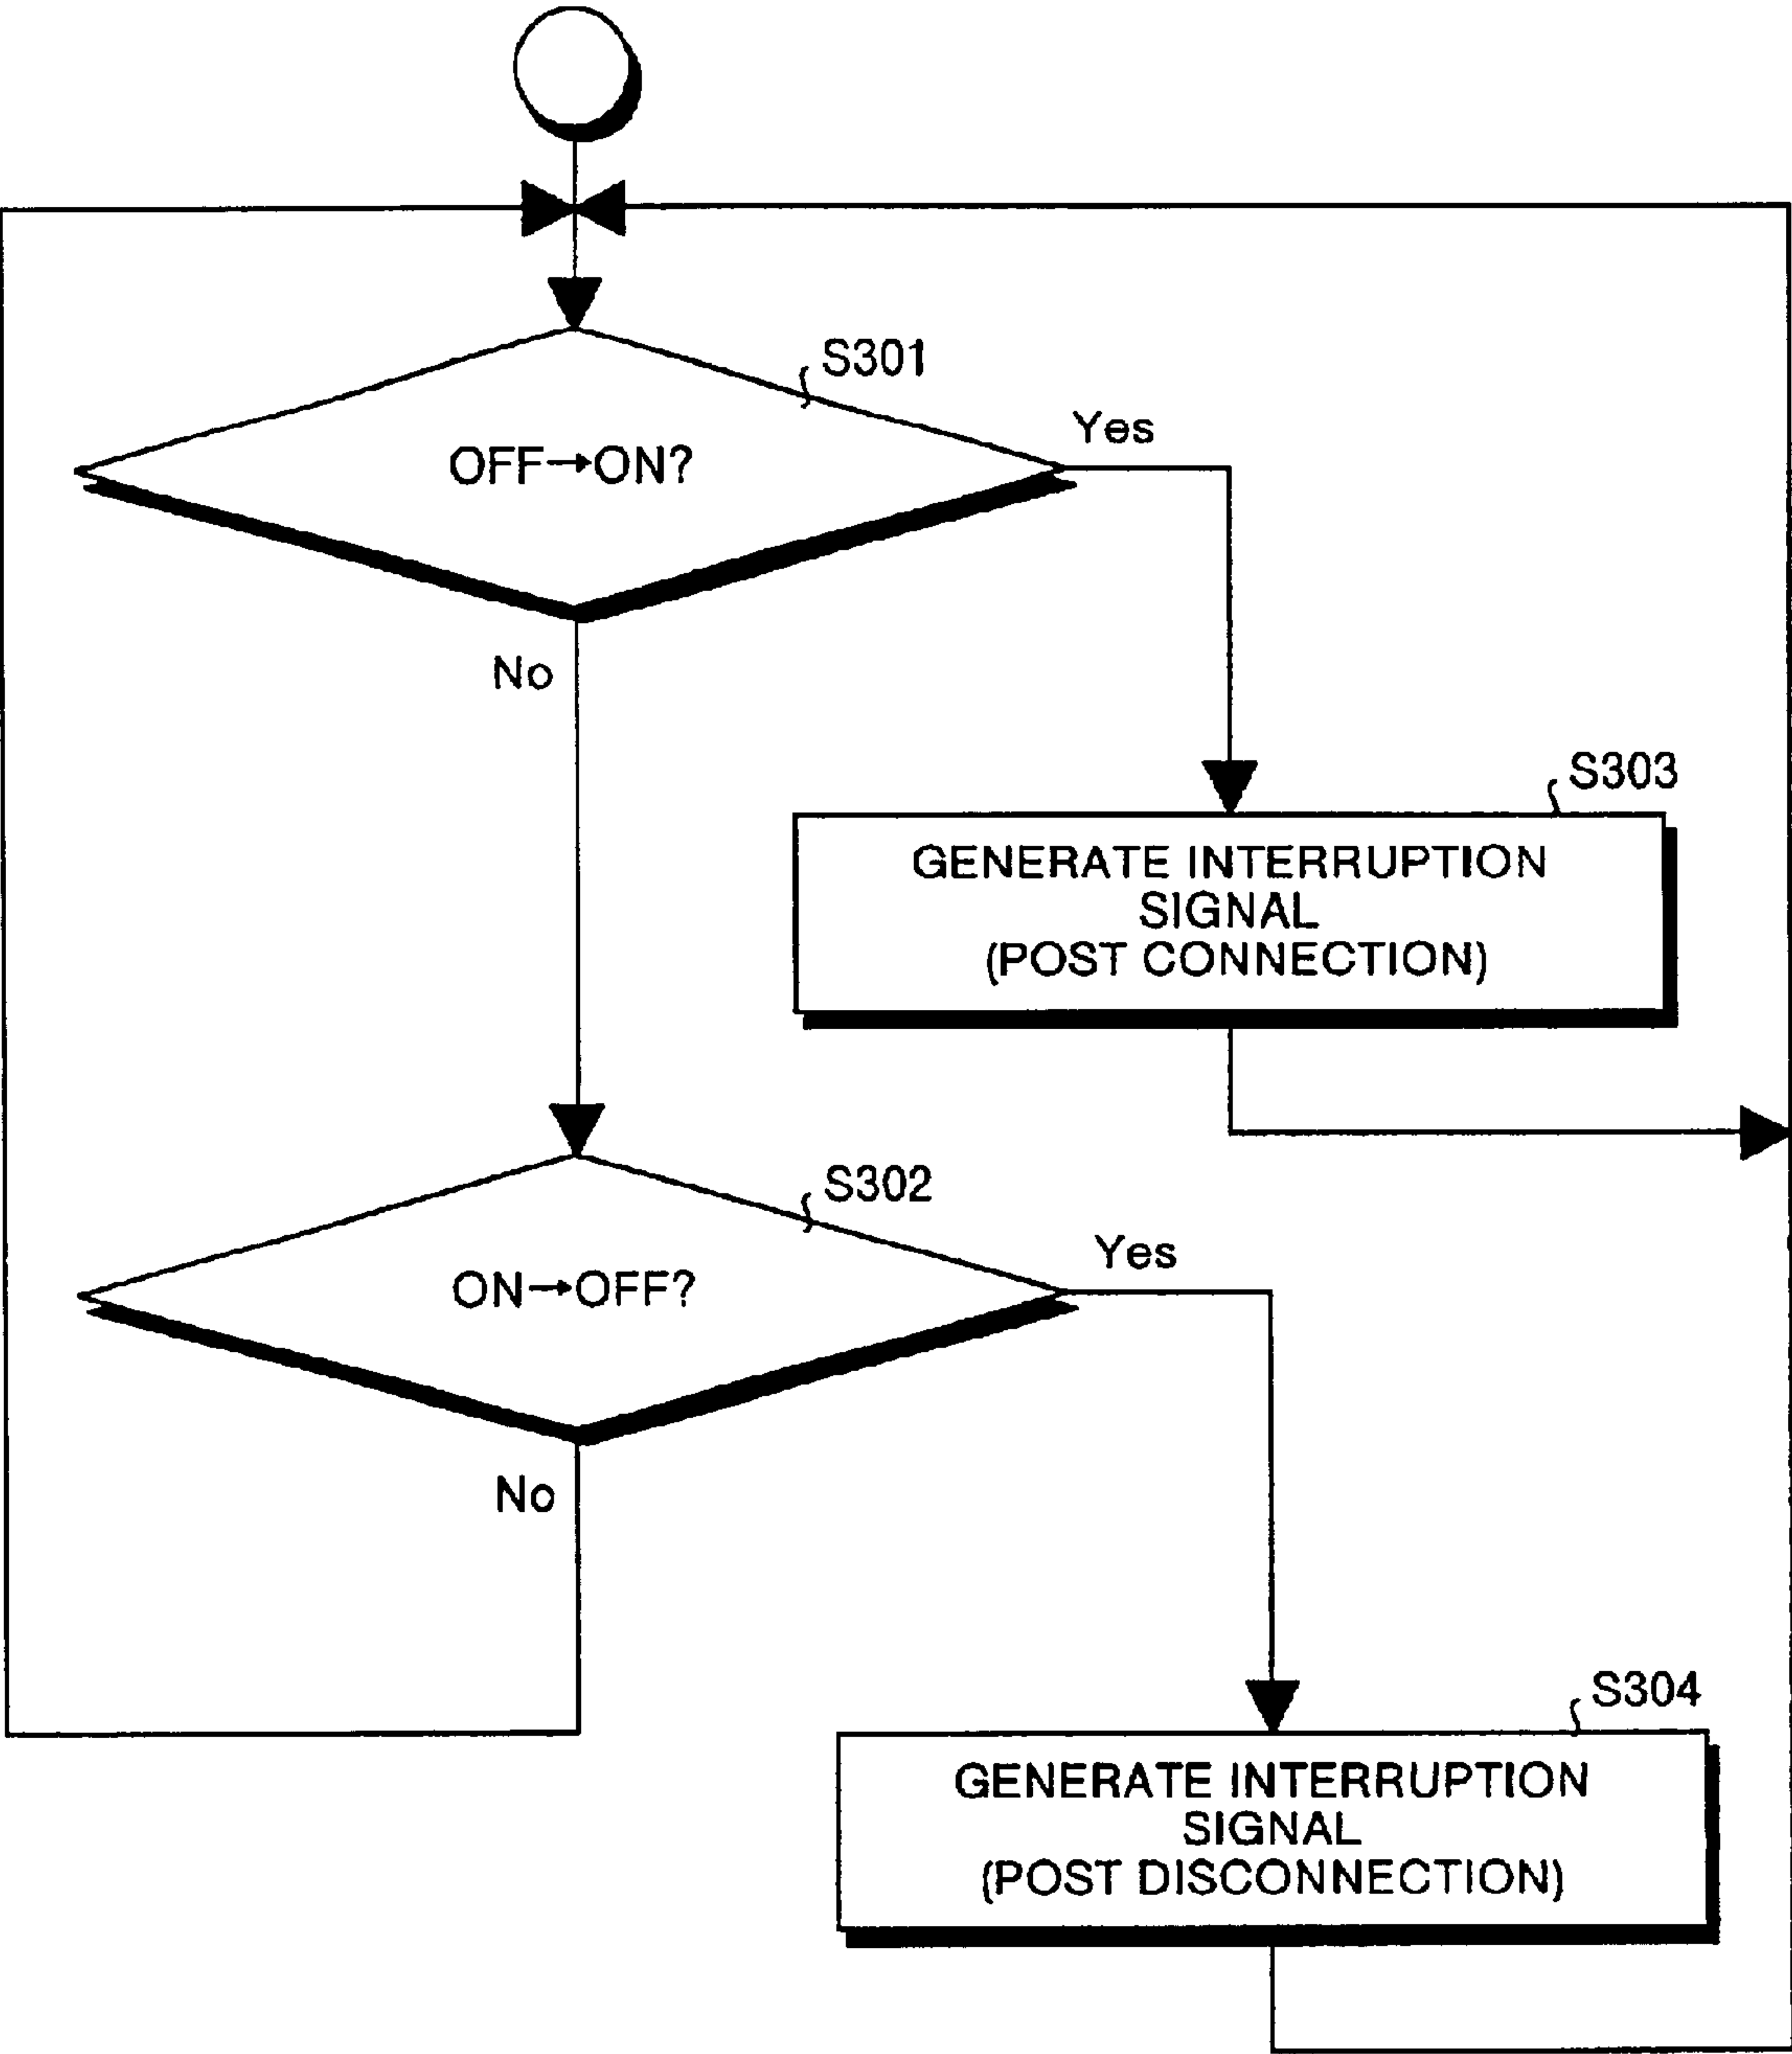 S301
OFF→ON?
Yes
No
S303
GENERATE INTERRUPTION
SIGNAL
(POST CONNECTION)
S302
ON→OFF?
Yes
No
S304
GENERATE INTERRUPTION
SIGNAL
(POST DISCONNECTION)